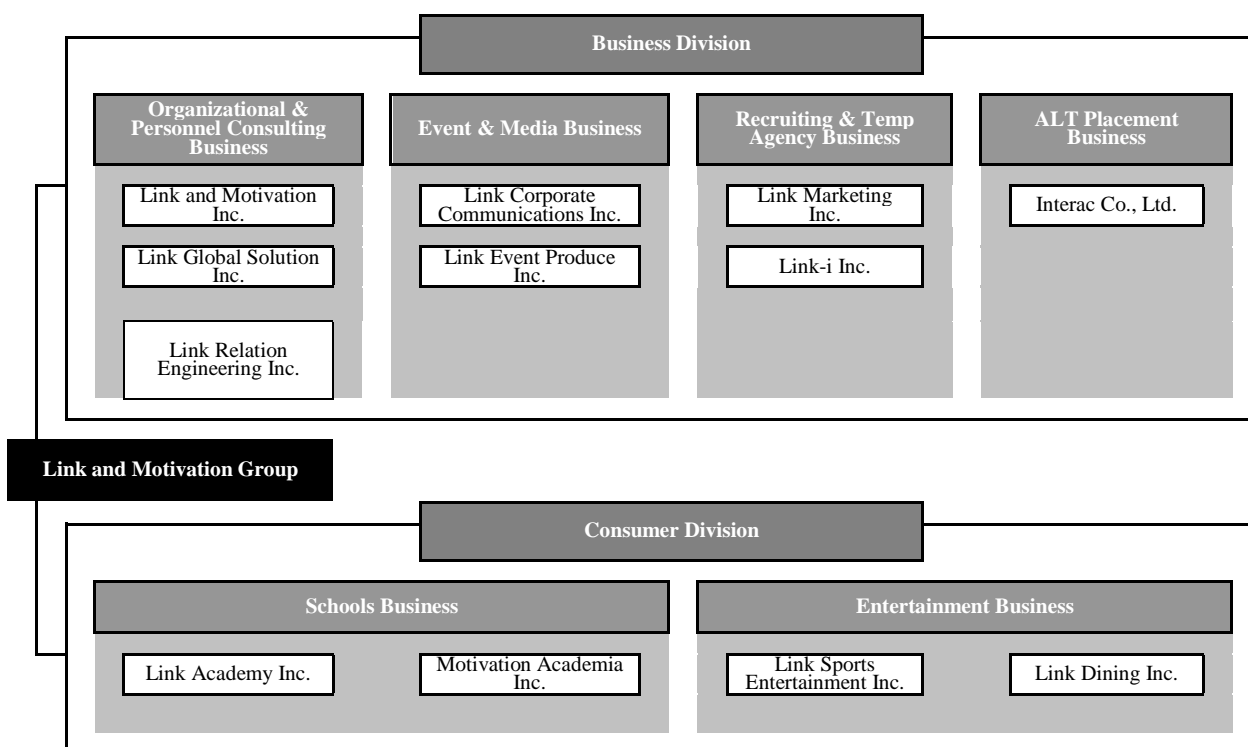 Business Division
Organizational &
Personnel Consulting
Business
Event & Media Business
Recruiting & Temp
Agency Business
ALT Placement
Business
Link and Motivation
Inc.
Link Corporate
Communications Inc.
Link Marketing
Inc.
Interac Co., Ltd.
Link Global Solution
Inc.
Link Event Produce
Inc.
Link-i Inc.
Link Relation
Engineering Inc.
Link and Motivation Group
Consumer Division
Schools Business
Entertainment Business
Link Academy Inc.
Motivation Academia
Inc.
Link Sports
Entertainment Inc.
Link Dining Inc.